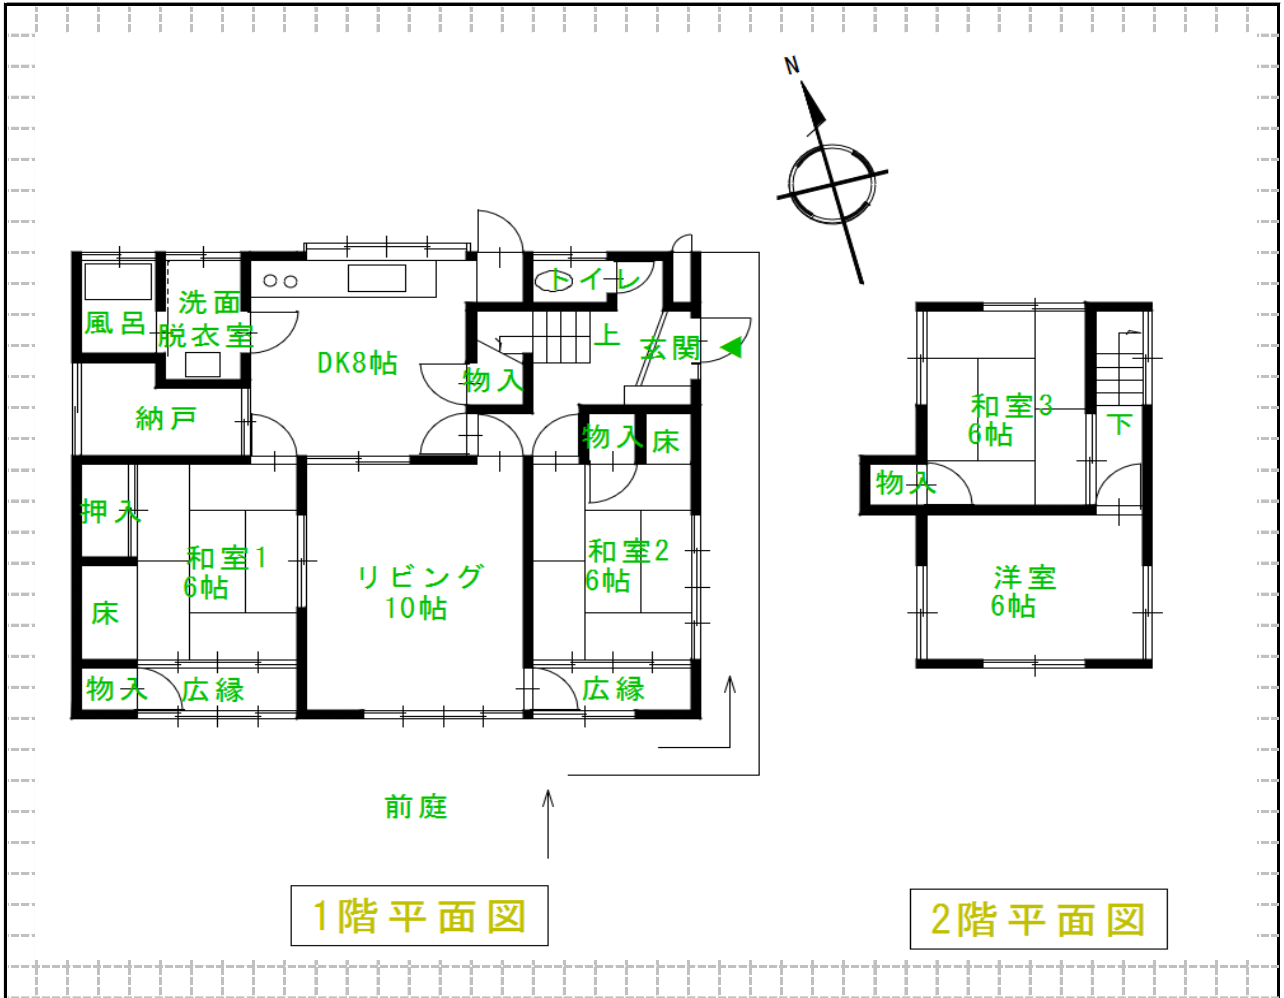 N
トイレ
洗面
脱衣室
風呂
上
玄関
DK8帖
物入
納戸
物入
床
押入
和室1
6帖
リビング
10帖
和室2
6帖
床
物入
広縁
広縁
前庭
1階平面図
和室3
6帖
下
物入
洋室
6帖
2階平面図